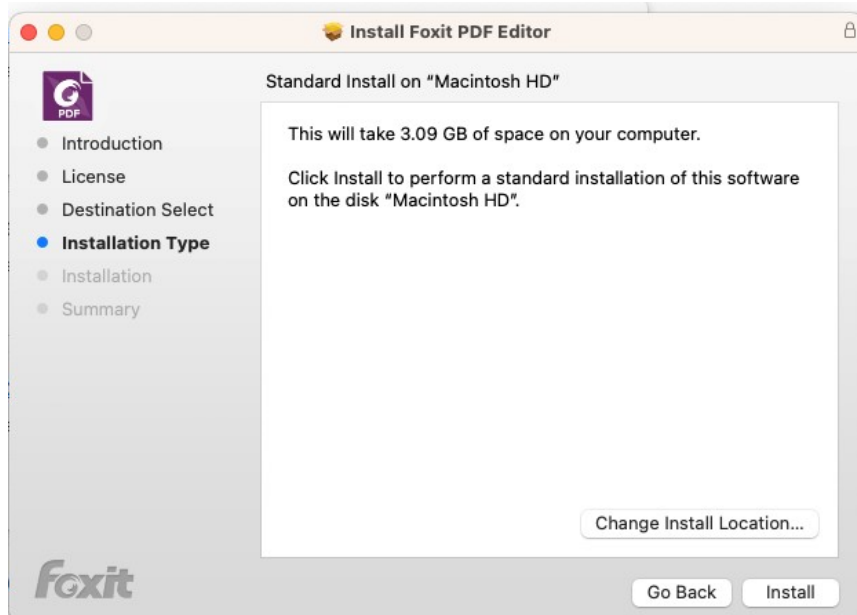 Install Foxit PDF Editor
PDF
Introduction
License
Destination Select
Installation Type
Installation
Summary
Standard Install on “Macintosh HD”
This will take 3.09 GB of space on your computer.
Click Install to perform a standard installation of this software
on the disk “Macintosh HD”.
Change Install Location...
Foxit
Go Back
Install